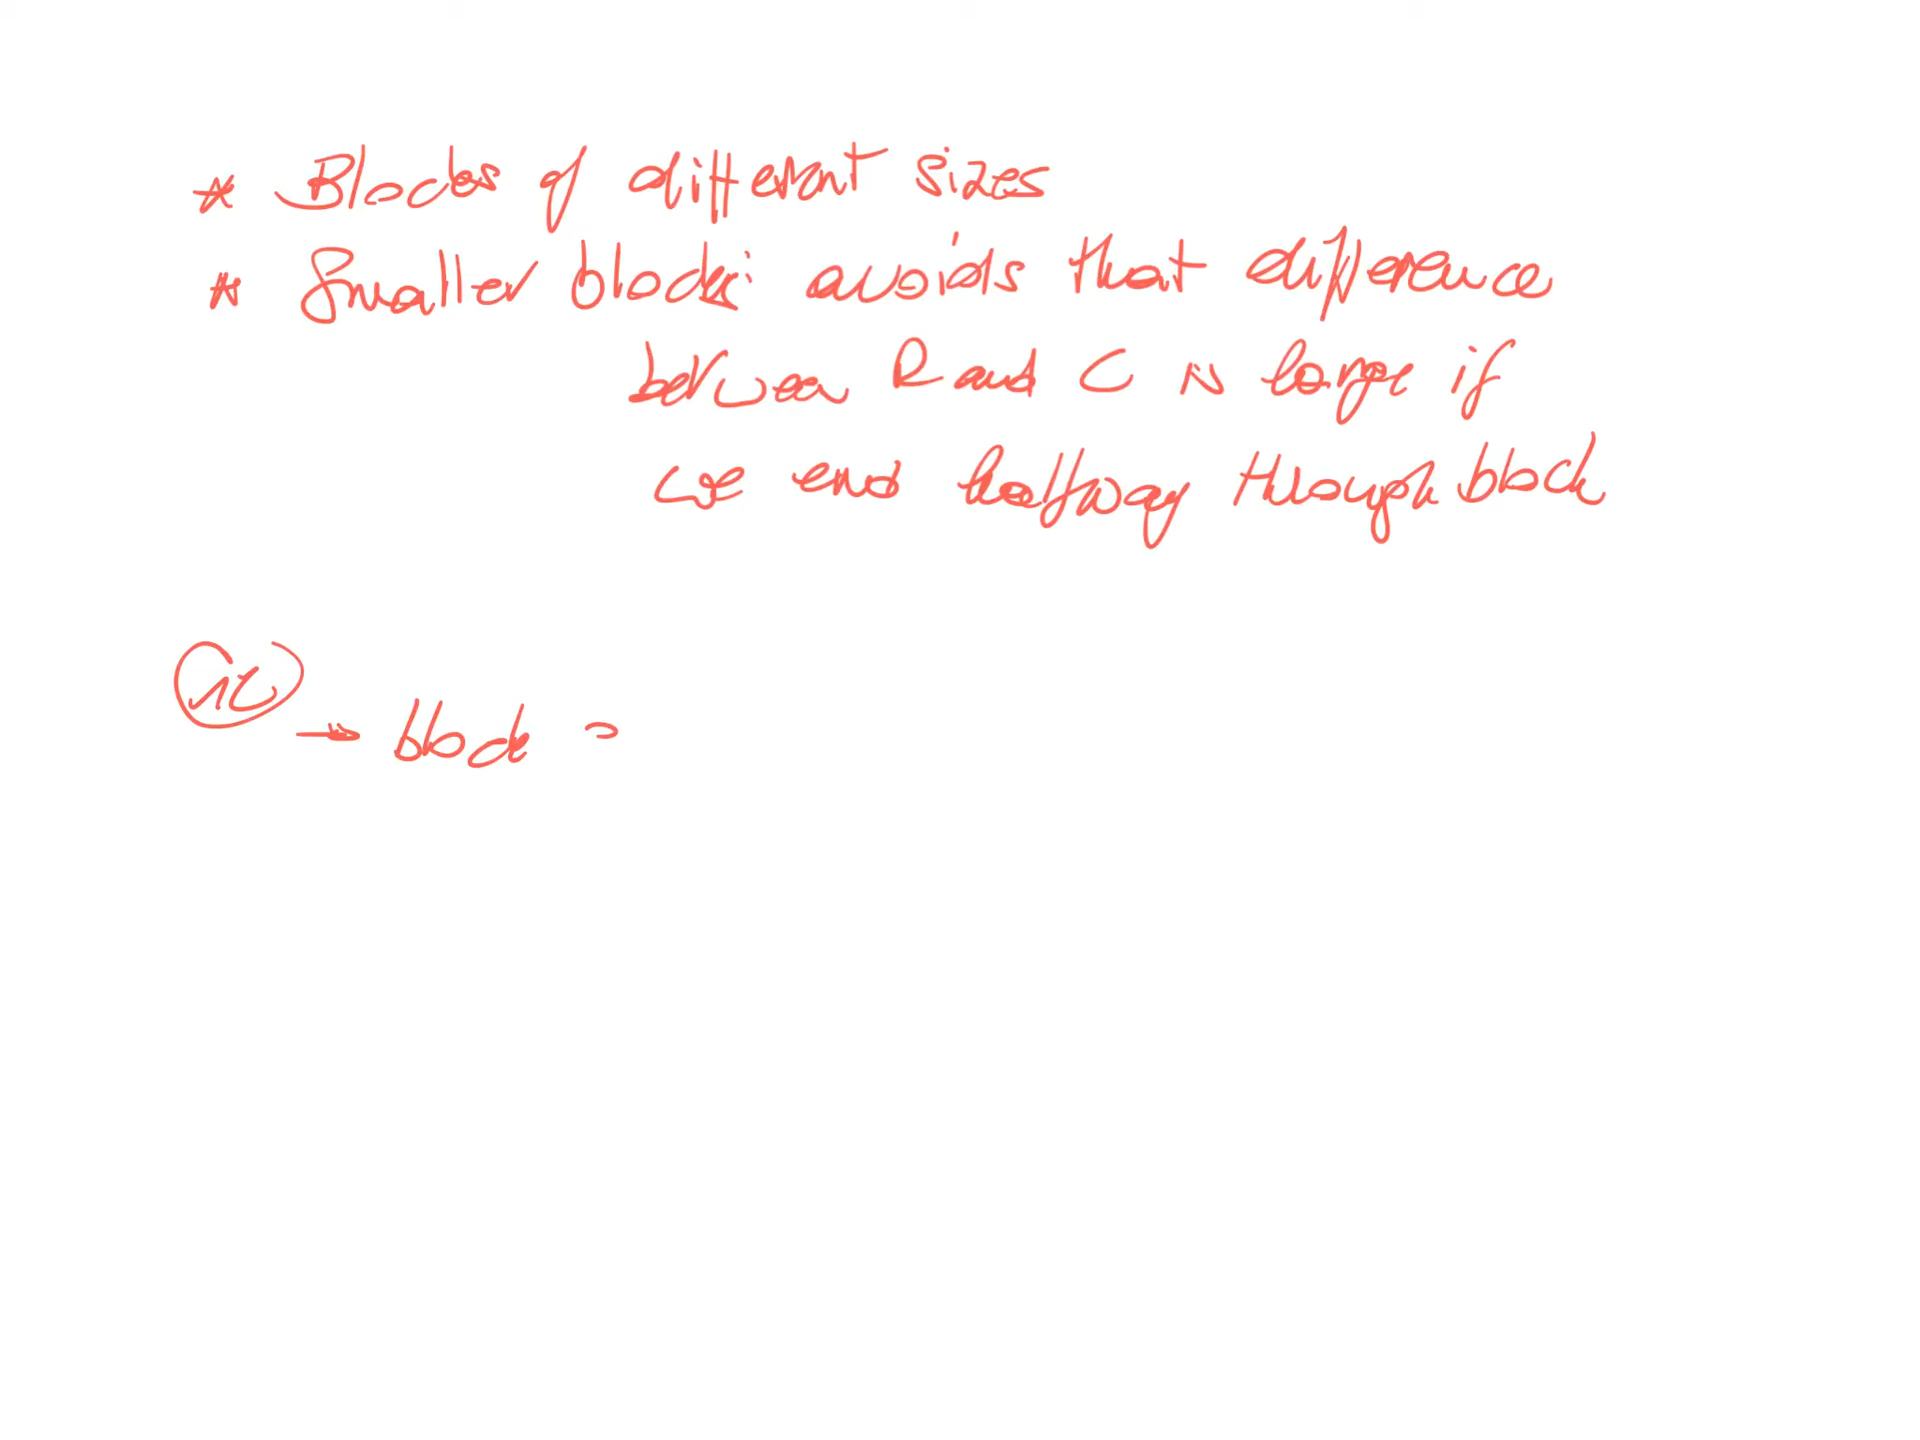 * Blocks of different sizes
* Smaller blocks: avoids that difference
between R and C is large if
we end halfway through block
→ block =